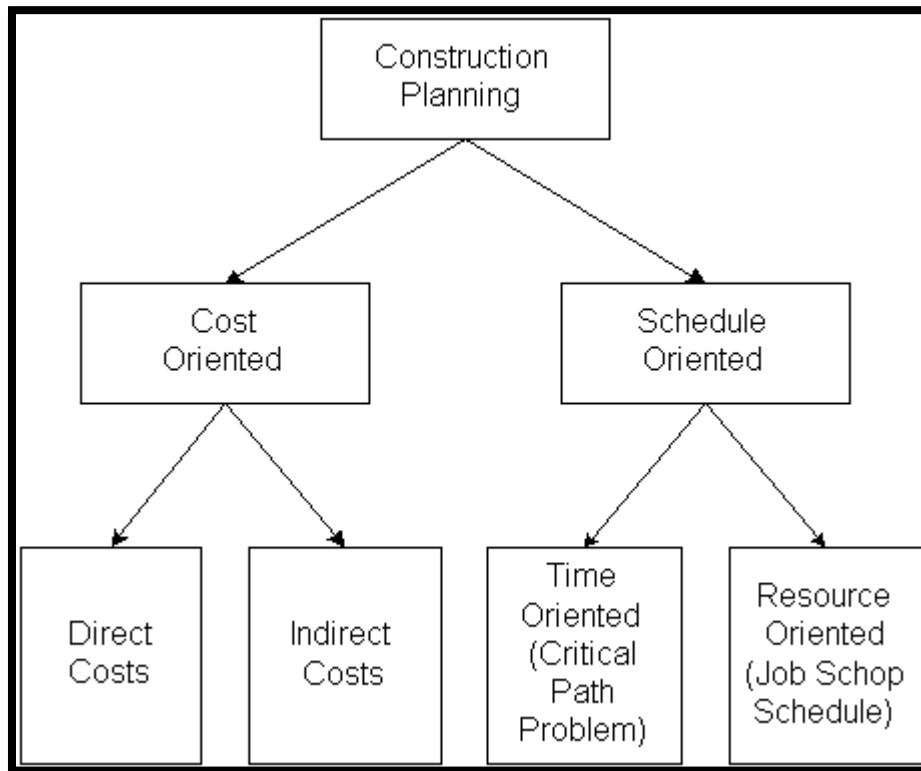 Construction
Planning
Cost
Oriented
Schedule
Oriented
Direct
Costs
Indirect
Costs
Time
Oriented
(Critical
Path
Problem)
Resource
Oriented
(Job Schop
Schedule)